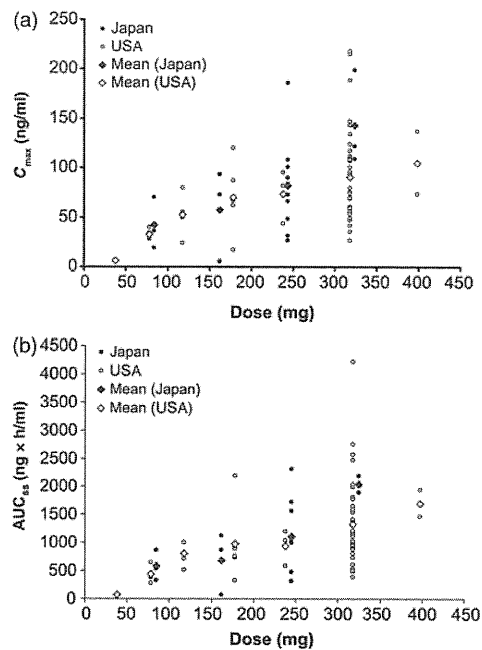 (a)
Japan
USA
Mean (Japan)
Mean (USA)
250
200
150
100
50
0
Cmax (ng/ml)
0 50 100 150 200 250 300 350 400 450
Dose (mg)
(b)
Japan
USA
Mean (Japan)
Mean (USA)
4500
4000
3500
3000
2500
2000
1500
1000
500
0
AUCss (ng × h/ml)
0 50 100 150 200 250 300 350 400 450
Dose (mg)